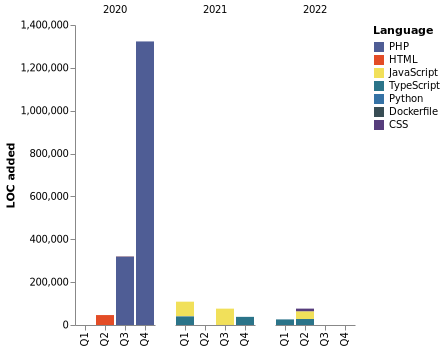 2020 2021 2022
1,400,000
1,200,000
1,000,000
800,000
600,000
400,000
200,000
0
LOC added
Q1 Q2 Q3 Q4 Q1 Q2 Q3 Q4 Q1 Q2 Q3 Q4
Language
PHP
HTML
JavaScript
TypeScript
Python
Dockerfile
CSS